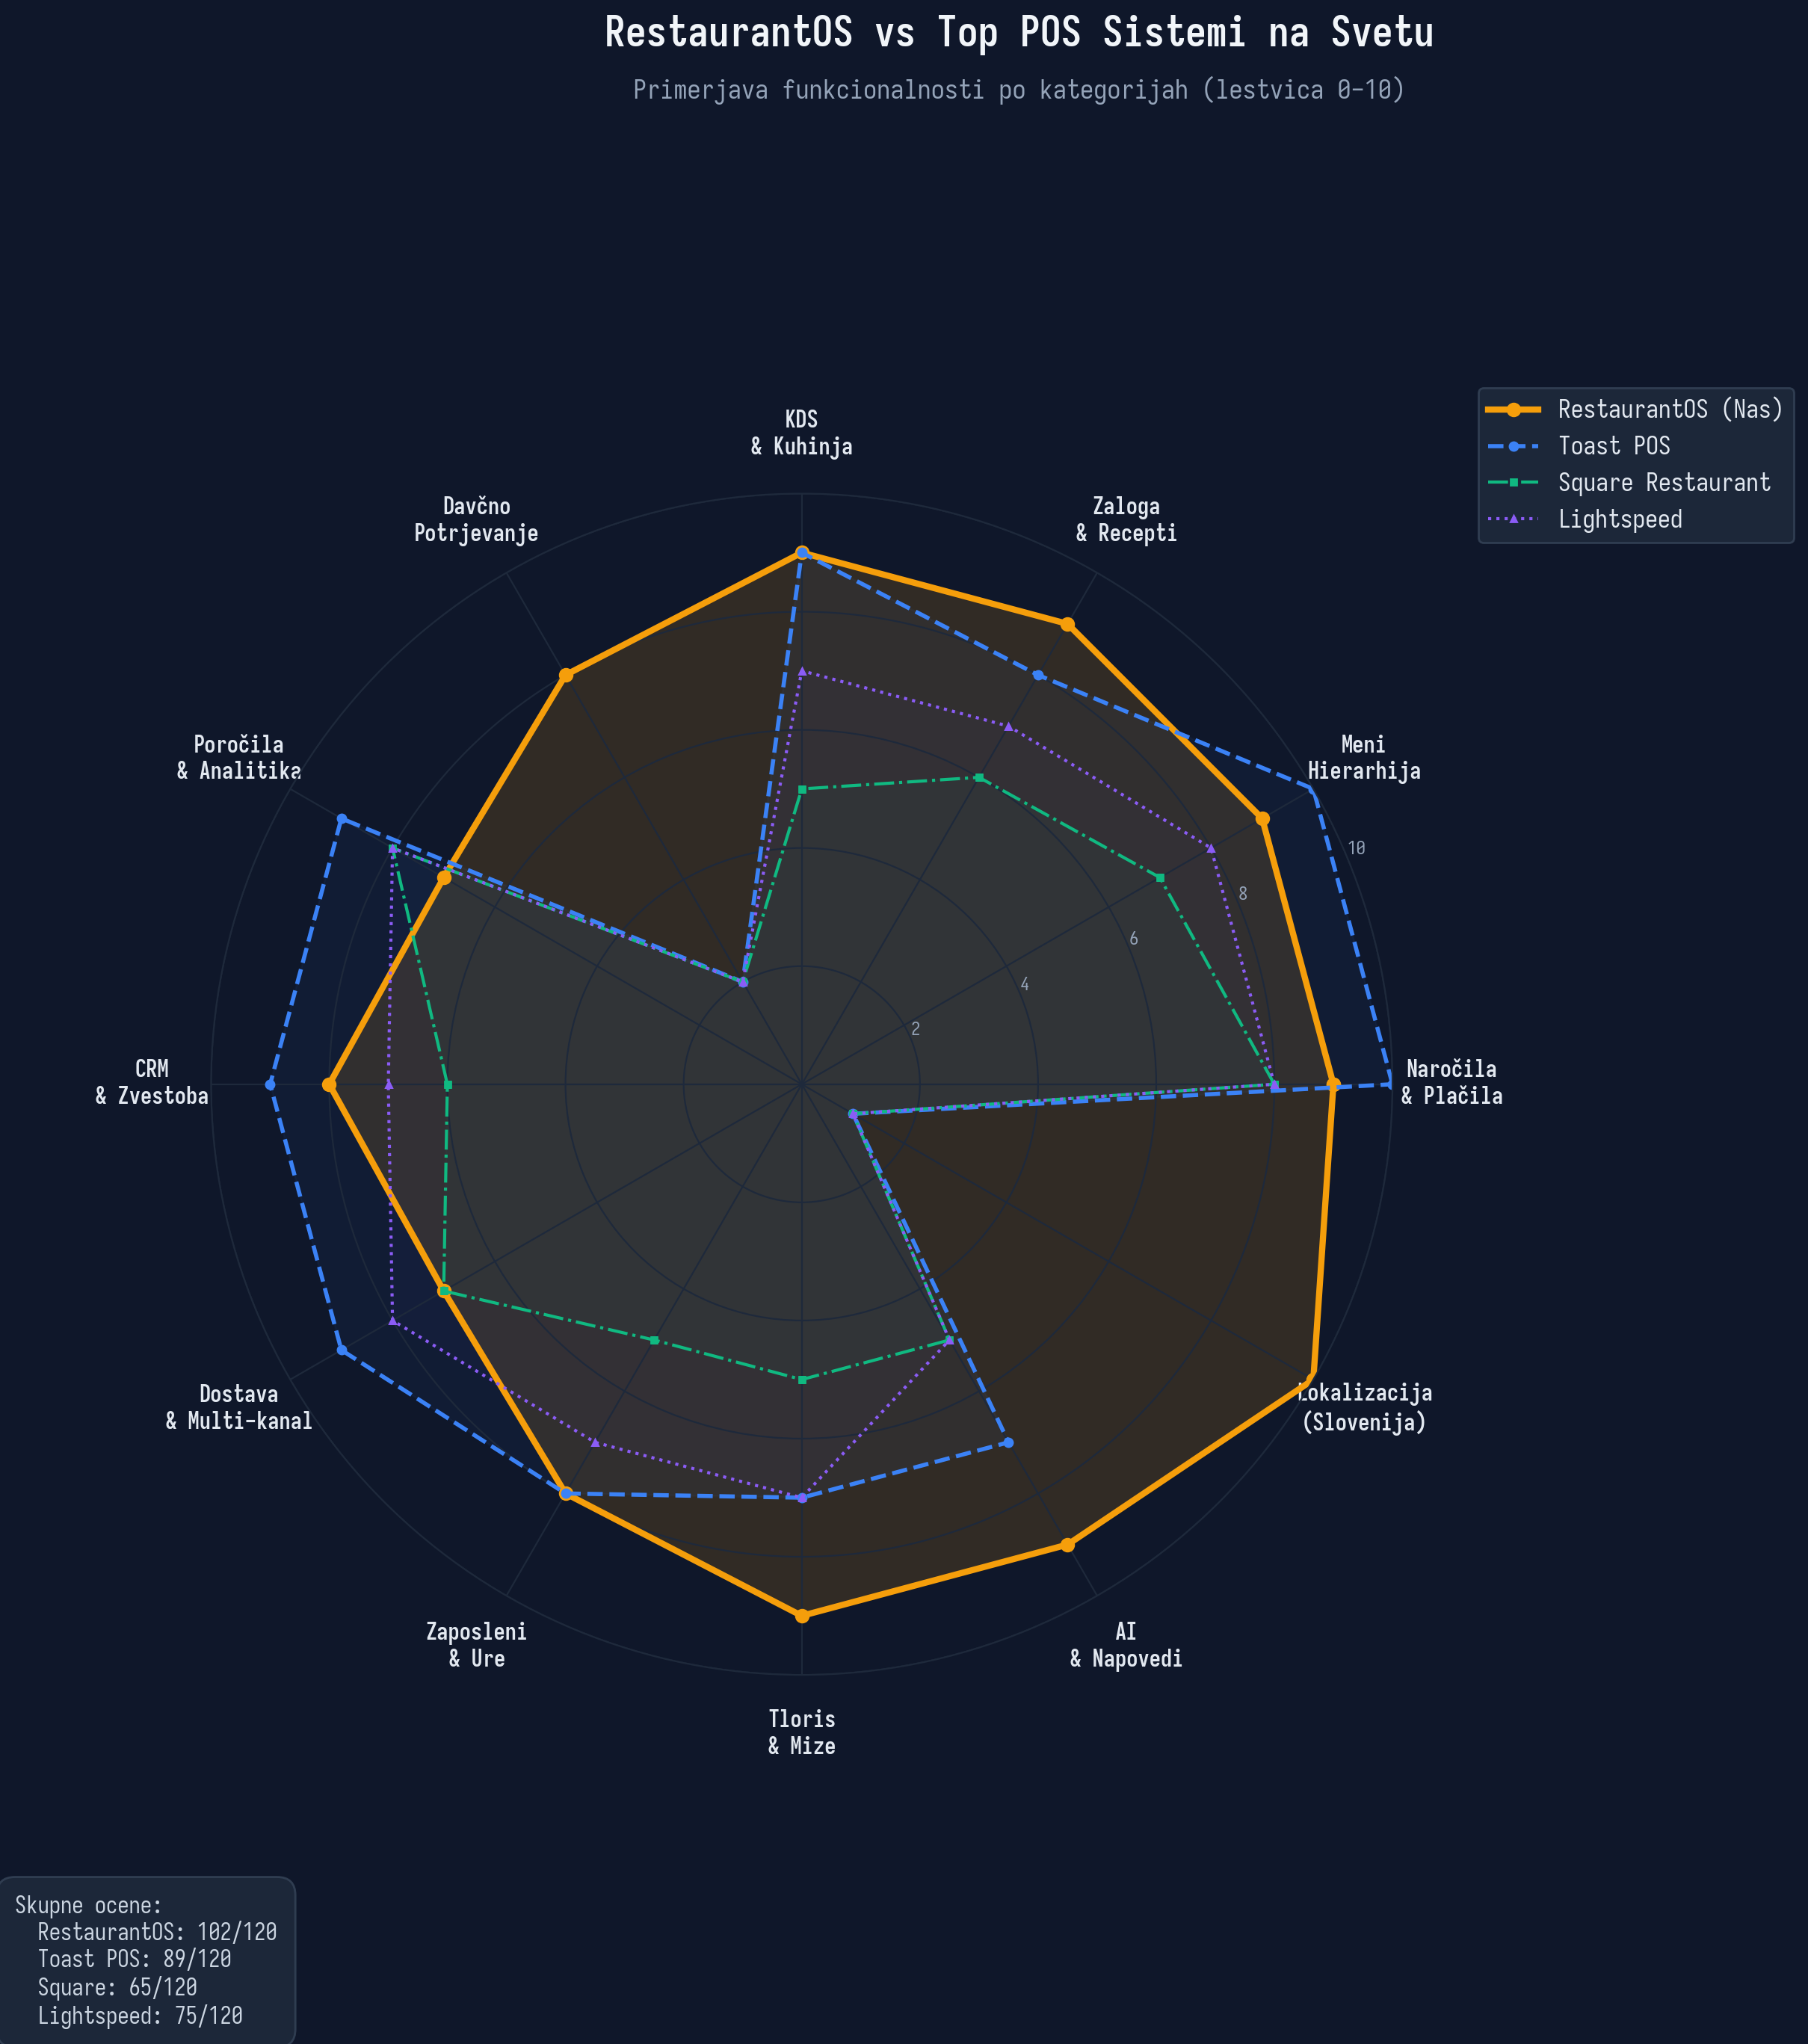 RestaurantOS vs Top POS Sistemi na Svetu
Primerjava funkcionalnosti po kategorijah (lestvica 0-10)
RestaurantOS (Nas)
Toast POS
Square Restaurant
Lightspeed
KDS
& Kuhinja
Davčno
Potrjevanje
Zaloga
& Recepti
Poročila
& Analitika
Meni
Hierarhija
10
8
6
4
2
CRM
& Zvestoba
Naročila
& Plačila
Dostava
& Multi-kanal
Lokalizacija
(Slovenija)
Zaposleni
& Ure
AI
& Napovedi
Tloris
& Mize
Skupne ocene:
RestaurantOS: 102/120
Toast POS: 89/120
Square: 65/120
Lightspeed: 75/120